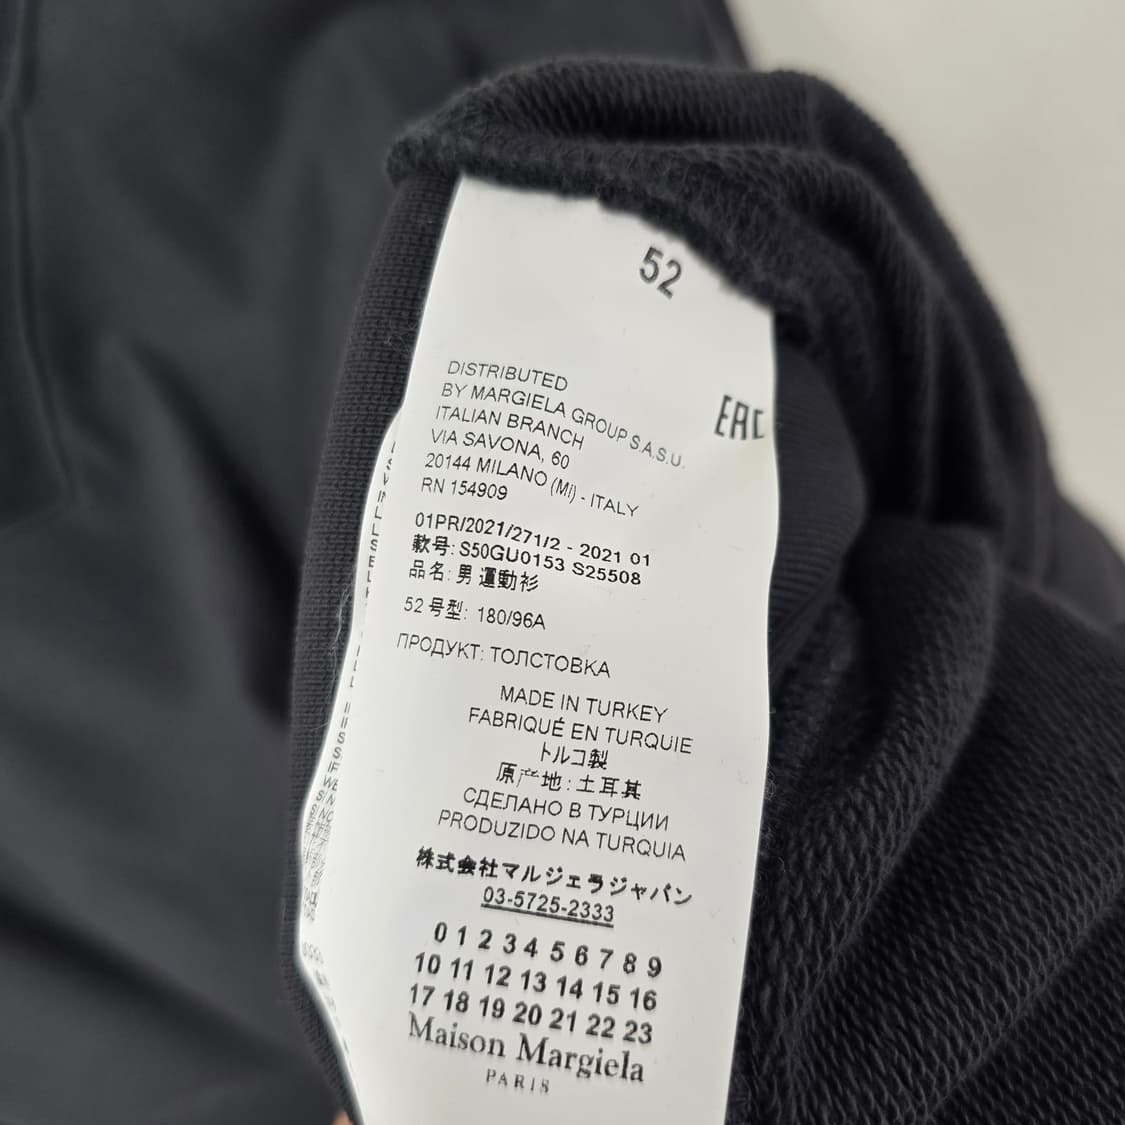 52
EAC
DISTRIBUTED
BY MARGIELA GROUP S.A.S.U.
ITALIAN BRANCH
VIA SAVONA, 60
20144 MILANO (Mi) - ITALY
RN 154909
01PR/2021/271/2 - 2021 01
款号: S50GU0153 S25508
品名: 男 運動衫
52 号型: 180/96A
ПРОДУКТ: ТОЛСТОВКА
MADE IN TURKEY
FABRIQUÉ EN TURQUIE
トルコ製
原产地: 土耳其
СДЕЛАНО В ТУРЦИИ
PRODUZIDO NA TURQUIA
株式会社マルジェラジャパン
03-5725-2333
0 1 2 3 4 5 6 7 8 9
10 11 12 13 14 15 16
17 18 19 20 21 22 23
Maison Margiela
PARIS